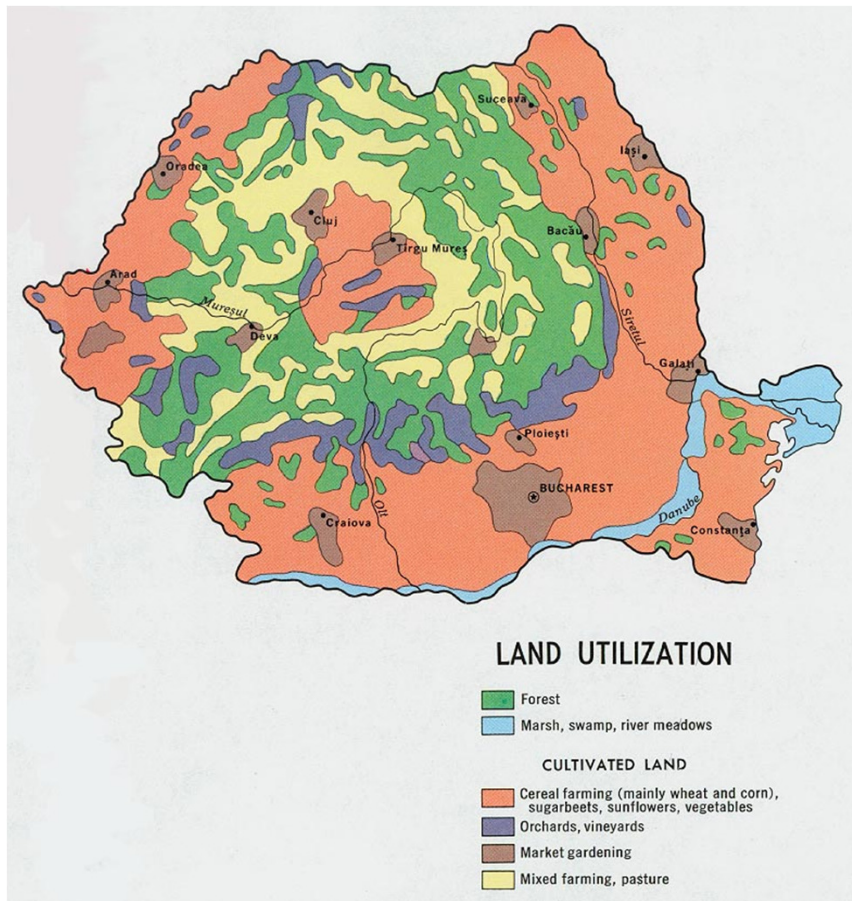 Suceava
Iași
Oradea
Cluj
Bacău
Tîrgu Mureș
Arad
Mureșul
Deva
Siretul
Galați
Ploiești
BUCHAREST
Olt
Danube
Craiova
Constanța
LAND UTILIZATION
Forest
Marsh, swamp, river meadows
CULTIVATED LAND
Cereal farming (mainly wheat and corn),
sugarbeets, sunflowers, vegetables
Orchards, vineyards
Market gardening
Mixed farming, pasture